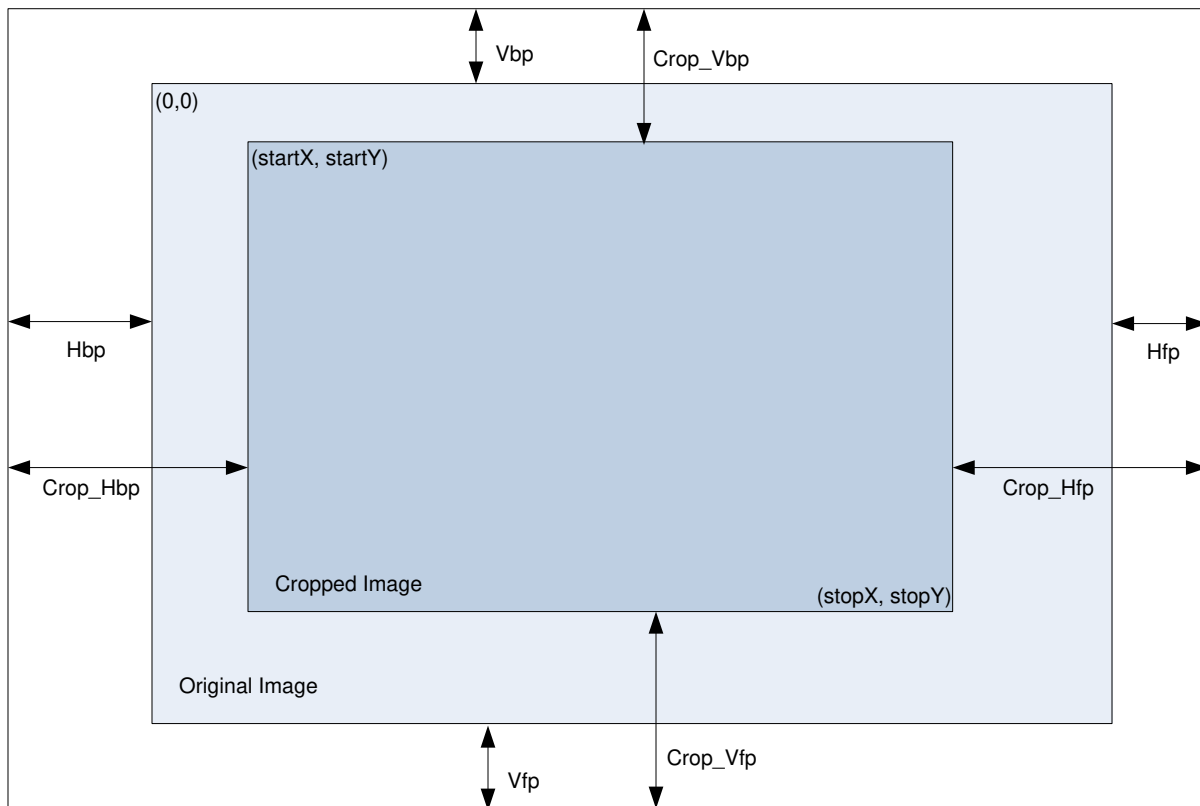 Vbp
Crop_Vbp
(0,0)
(startX, startY)
Hbp
Hfp
Crop_Hbp
Crop_Hfp
Cropped Image
(stopX, stopY)
Original Image
Crop_Vfp
Vfp